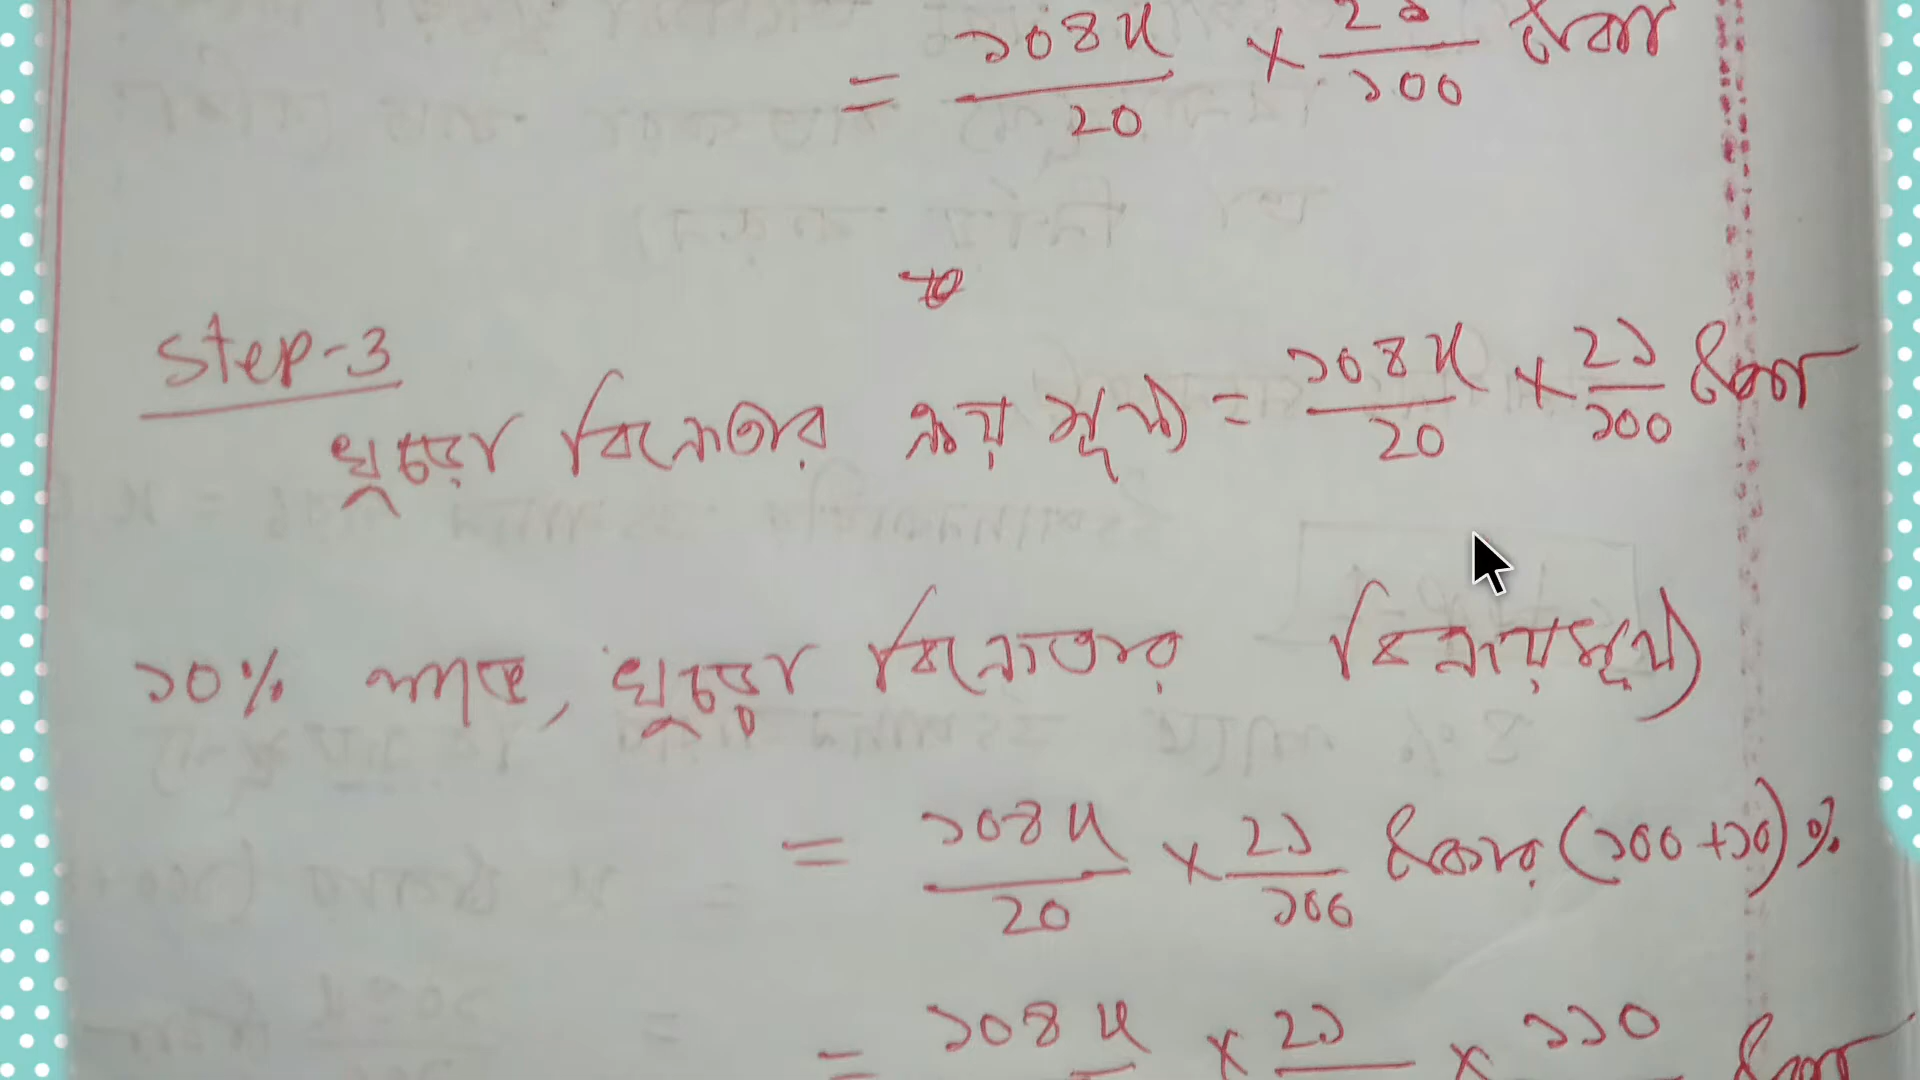 = ১০৪x/২০ × ২১/১০০ টাকা
Step-3
খুচরো বিক্রেতার ক্রয় মূল্য = ১০৪x/২০ × ২১/১০০ টাকা
১০% লাভে, খুচরো বিক্রেতার বিক্রয়মূল্য
= ১০৪x/২০ × ২১/১০০ টাকার (১০০+১০)%
= ১০৪x × ২১ × ১১০ টাকা